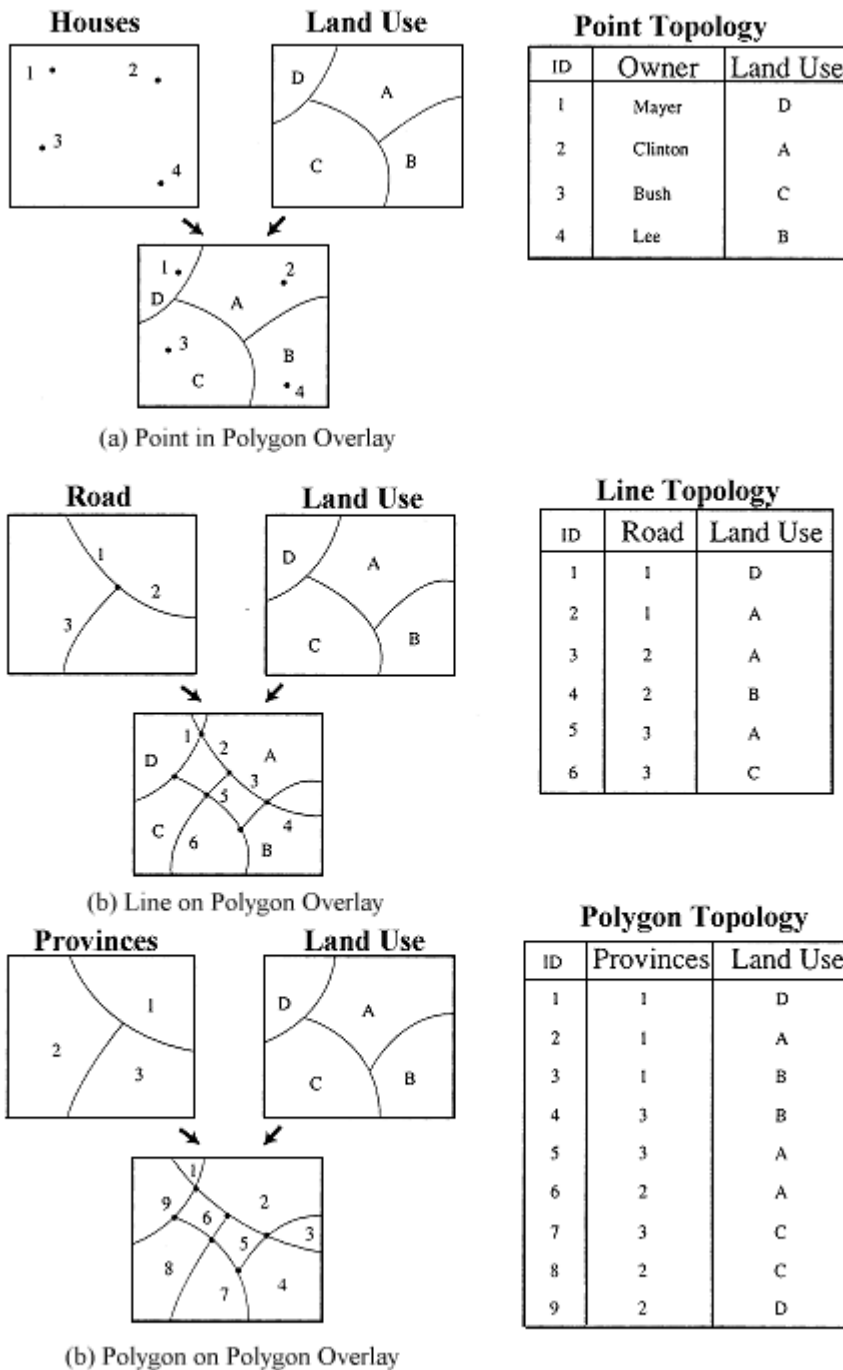 Houses
Land Use
Point Topology
1
2
3
4
D
A
C
B
ID Owner Land Use
1 Mayer D
2 Clinton A
3 Bush C
4 Lee B
1
2
D
A
3
B
C
4
(a) Point in Polygon Overlay
Road
Land Use
Line Topology
1
2
3
D
A
C
B
ID Road Land Use
1 1 D
2 1 A
3 2 A
4 2 B
5 3 A
6 3 C
1
2
A
D
3
5
4
C
6
B
(b) Line on Polygon Overlay
Provinces
Land Use
Polygon Topology
1
2
3
D
A
C
B
ID Provinces Land Use
1 1 D
2 1 A
3 1 B
4 3 B
5 3 A
6 2 A
7 3 C
8 2 C
9 2 D
1
9
2
6
3
5
8
7
4
(b) Polygon on Polygon Overlay